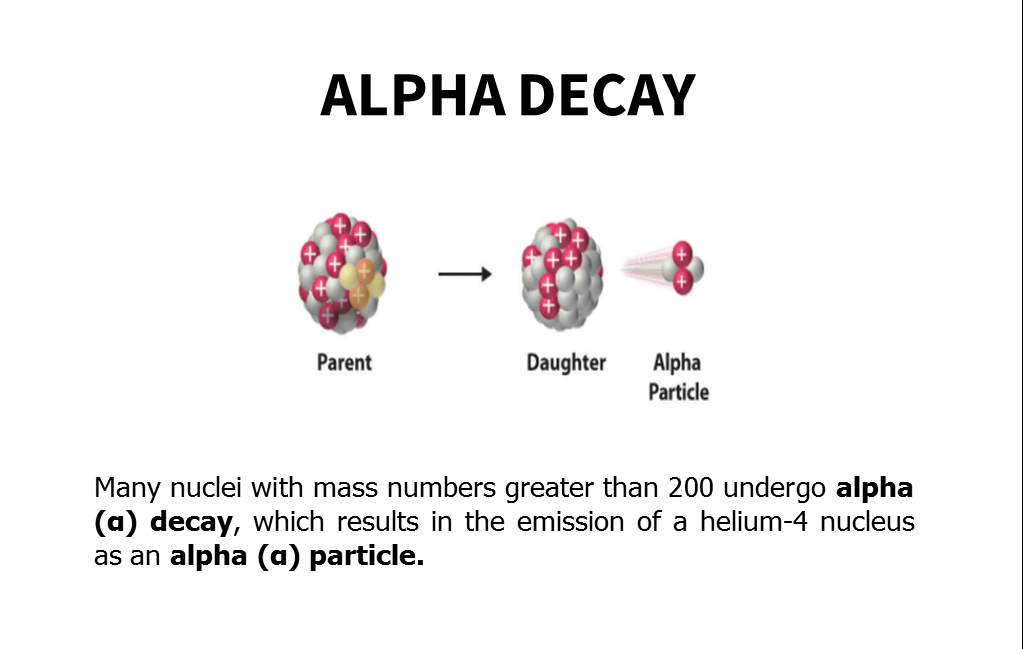 ALPHA DECAY
Parent
Daughter
Alpha
Particle
Many nuclei with mass numbers greater than 200 undergo alpha
(α) decay, which results in the emission of a helium-4 nucleus
as an alpha (α) particle.